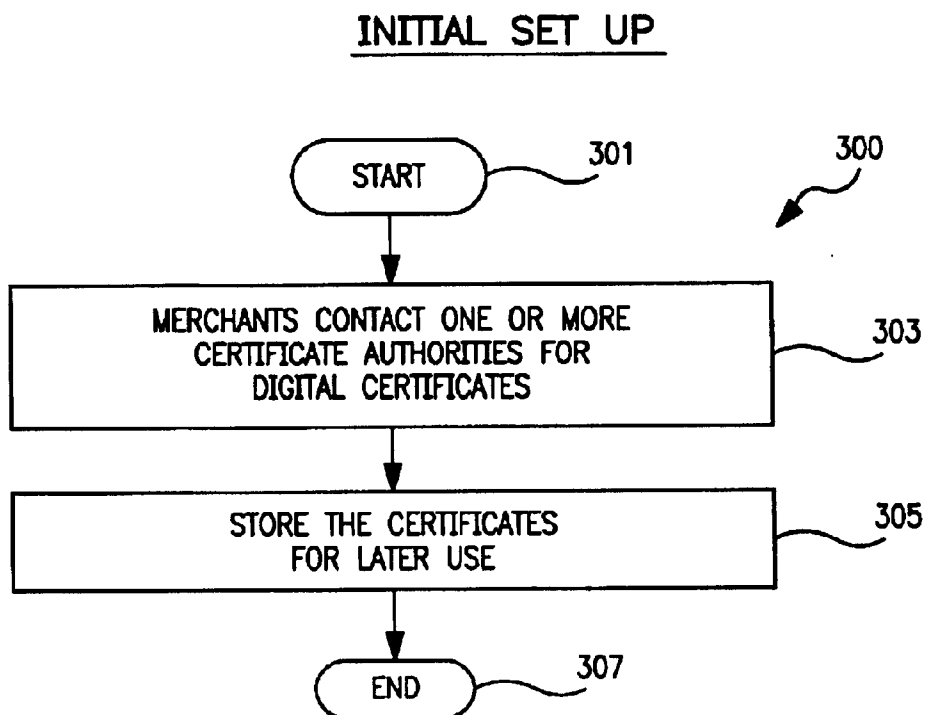 INITIAL SET UP
START
301
300
MERCHANTS CONTACT ONE OR MORE
CERTIFICATE AUTHORITIES FOR
DIGITAL CERTIFICATES
303
STORE THE CERTIFICATES
FOR LATER USE
305
END
307